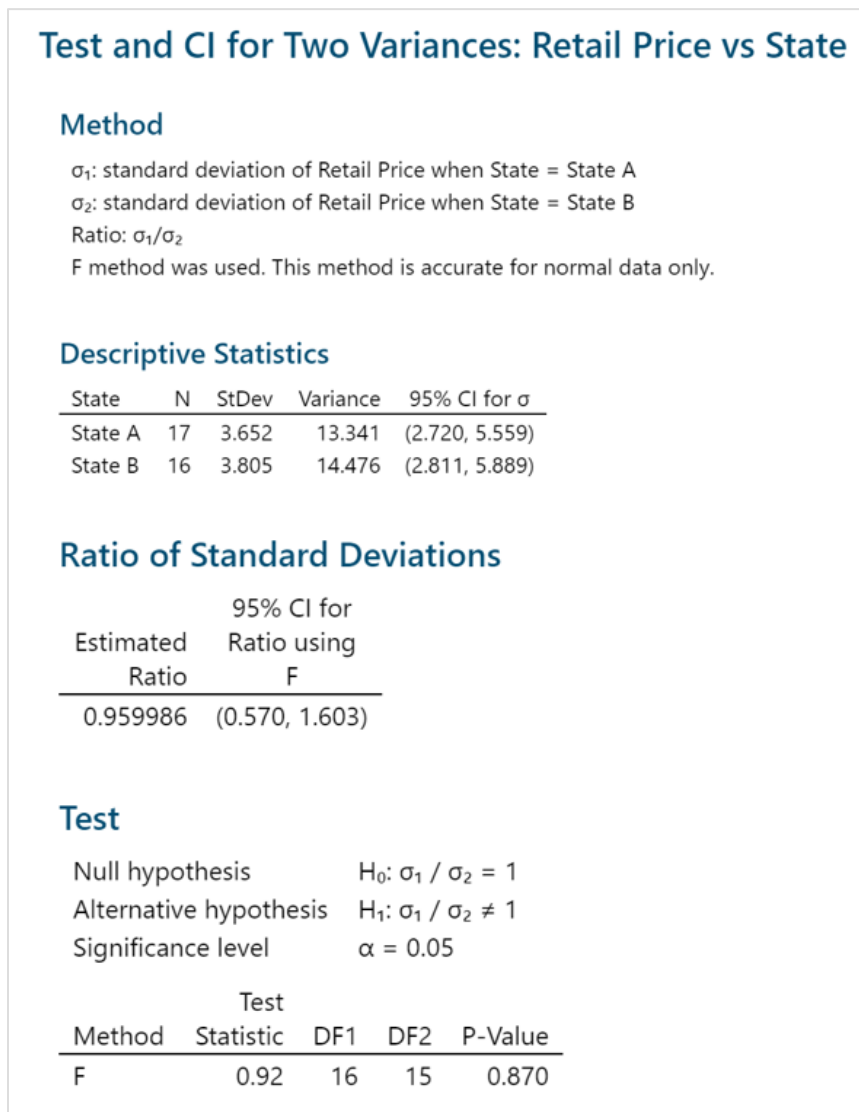 Test and CI for Two Variances: Retail Price vs State
Method
σ₁: standard deviation of Retail Price when State = State A
σ₂: standard deviation of Retail Price when State = State B
Ratio: σ₁/σ₂
F method was used. This method is accurate for normal data only.
Descriptive Statistics
State N StDev Variance 95% CI for σ
State A 17 3.652 13.341 (2.720, 5.559)
State B 16 3.805 14.476 (2.811, 5.889)
Ratio of Standard Deviations
95% CI for
Estimated Ratio using
Ratio F
0.959986 (0.570, 1.603)
Test
Null hypothesis H₀: σ₁ / σ₂ = 1
Alternative hypothesis H₁: σ₁ / σ₂ ≠ 1
Significance level α = 0.05
Test
Method Statistic DF1 DF2 P-Value
F 0.92 16 15 0.870